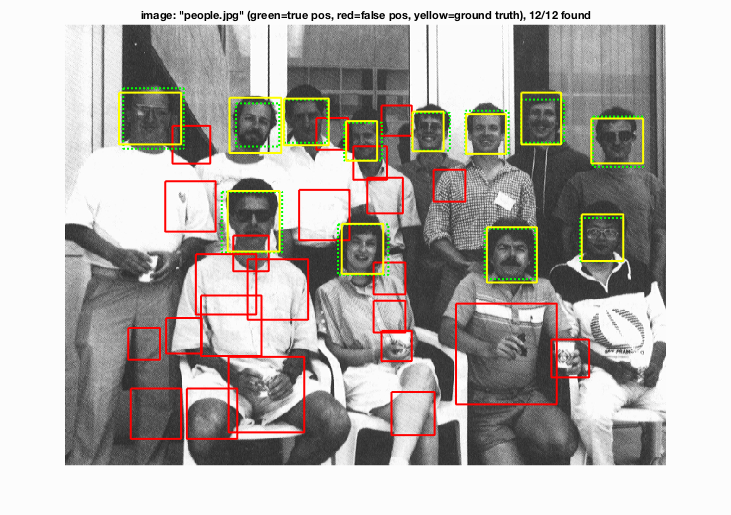 image: "people.jpg" (green=true pos, red=false pos, yellow=ground truth), 12/12 found